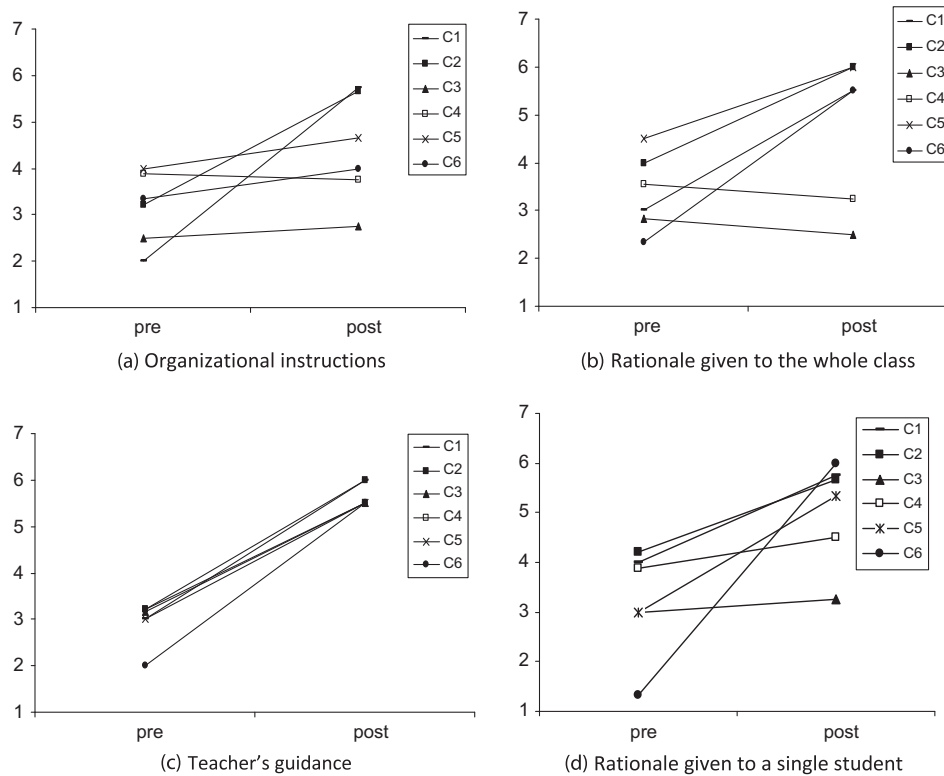 7
6
5
4
3
2
1
pre
post
C1
C2
C3
C4
C5
C6
(a) Organizational instructions
7
6
5
4
3
2
1
pre
post
C1
C2
C3
C4
C5
C6
(b) Rationale given to the whole class
7
6
5
4
3
2
1
pre
post
C1
C2
C3
C4
C5
C6
(c) Teacher’s guidance
7
6
5
4
3
2
1
pre
post
C1
C2
C3
C4
C5
C6
(d) Rationale given to a single student